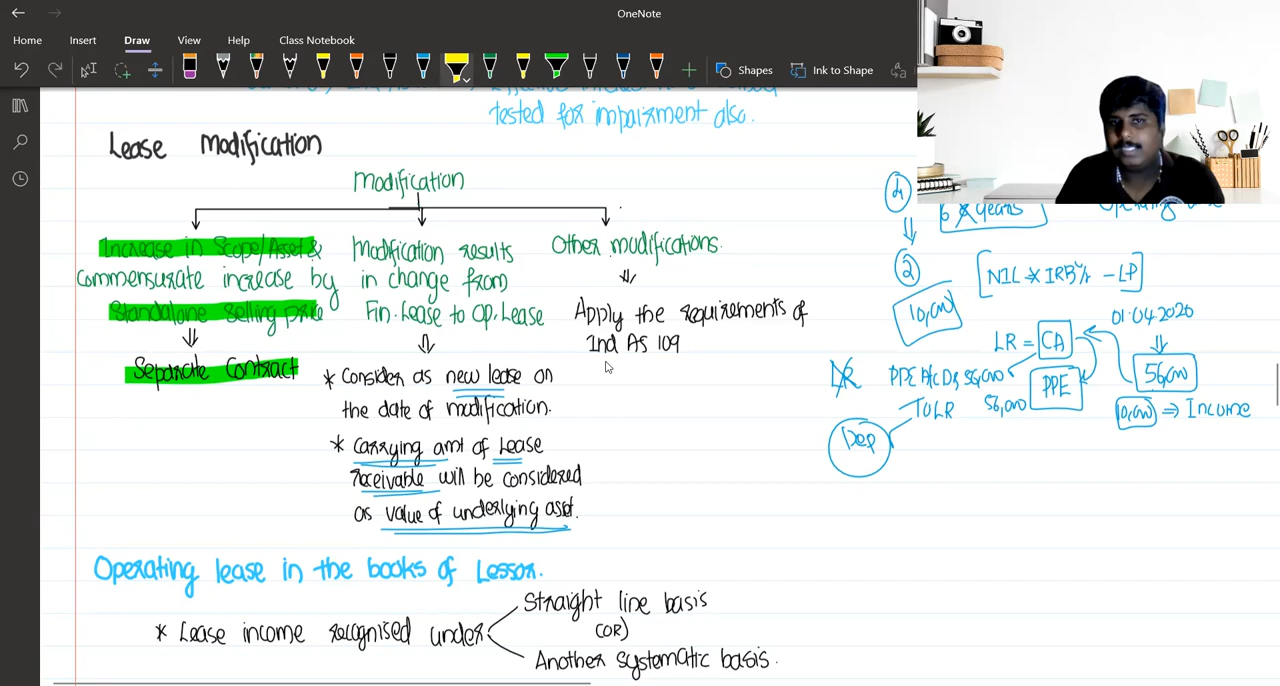 OneNote
Home Insert Draw View Help Class Notebook
Shapes Ink to Shape
tested for impairment also.
Lease Modification
Modification
Increase in Scope/Asset &
Commensurate increase by
Standalone Selling price
Separate Contract
Modification results
in change from
Fin. Lease to Op. Lease
* Consider as new lease on
the date of modification.
* Carrying amt of Lease
receivable will be considered
as value of underlying asset.
Other modifications.
Apply the requirements of
Ind AS 109
Operating lease in the books of Lessor.
* Lease income recognised under
Straight line basis
(OR)
Another systematic basis.
years
2
[NIL x IRR% - LP]
10,000
01.04.2020
LR = CA
56,000
PPE A/c Dr 56,000
PPE
TO LR 56,000
10,000 ⇒ Income
Dep